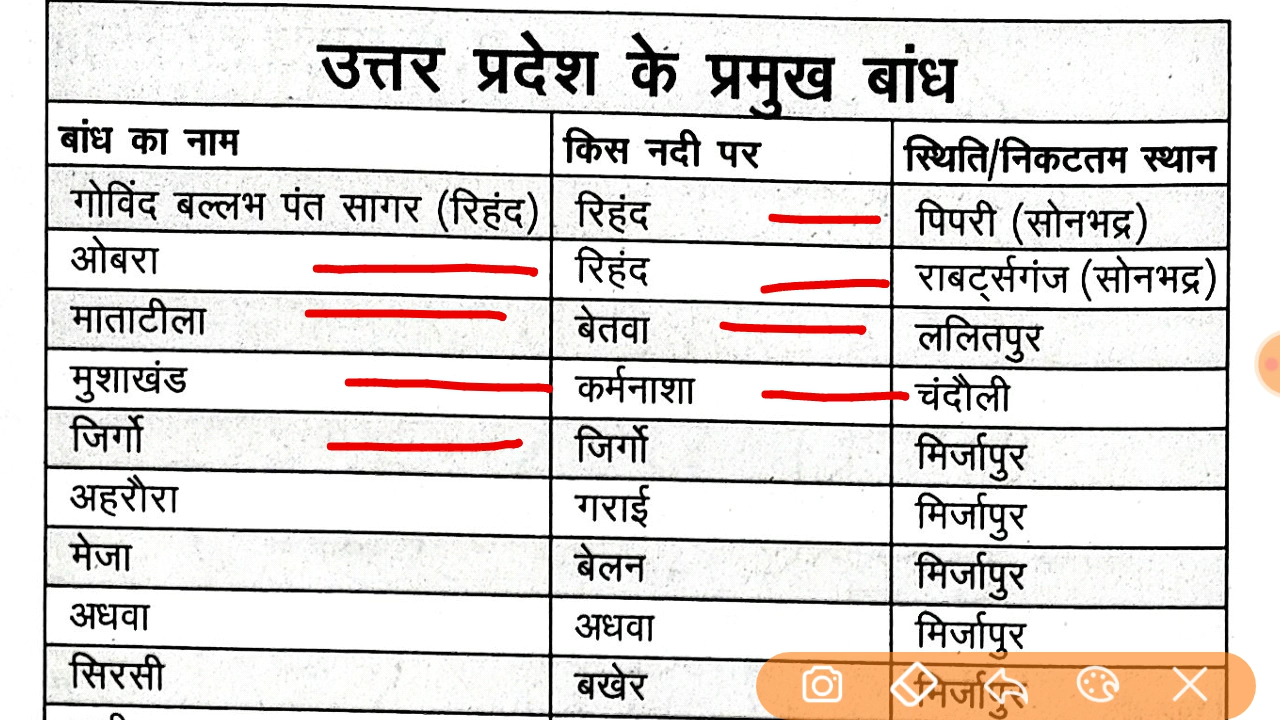 उत्तर प्रदेश के प्रमुख बांध
बांध का नाम किस नदी पर स्थिति/निकटतम स्थान
गोविंद बल्लभ पंत सागर (रिहंद) रिहंद पिपरी (सोनभद्र)
ओबरा रिहंद राबर्ट्सगंज (सोनभद्र)
माताटीला बेतवा ललितपुर
मुशाखंड कर्मनाशा चंदौली
जिर्गो जिर्गो मिर्जापुर
अहरौरा गराई मिर्जापुर
मेजा बेलन मिर्जापुर
अधवा अधवा मिर्जापुर
सिरसी बखेर मिर्जापुर